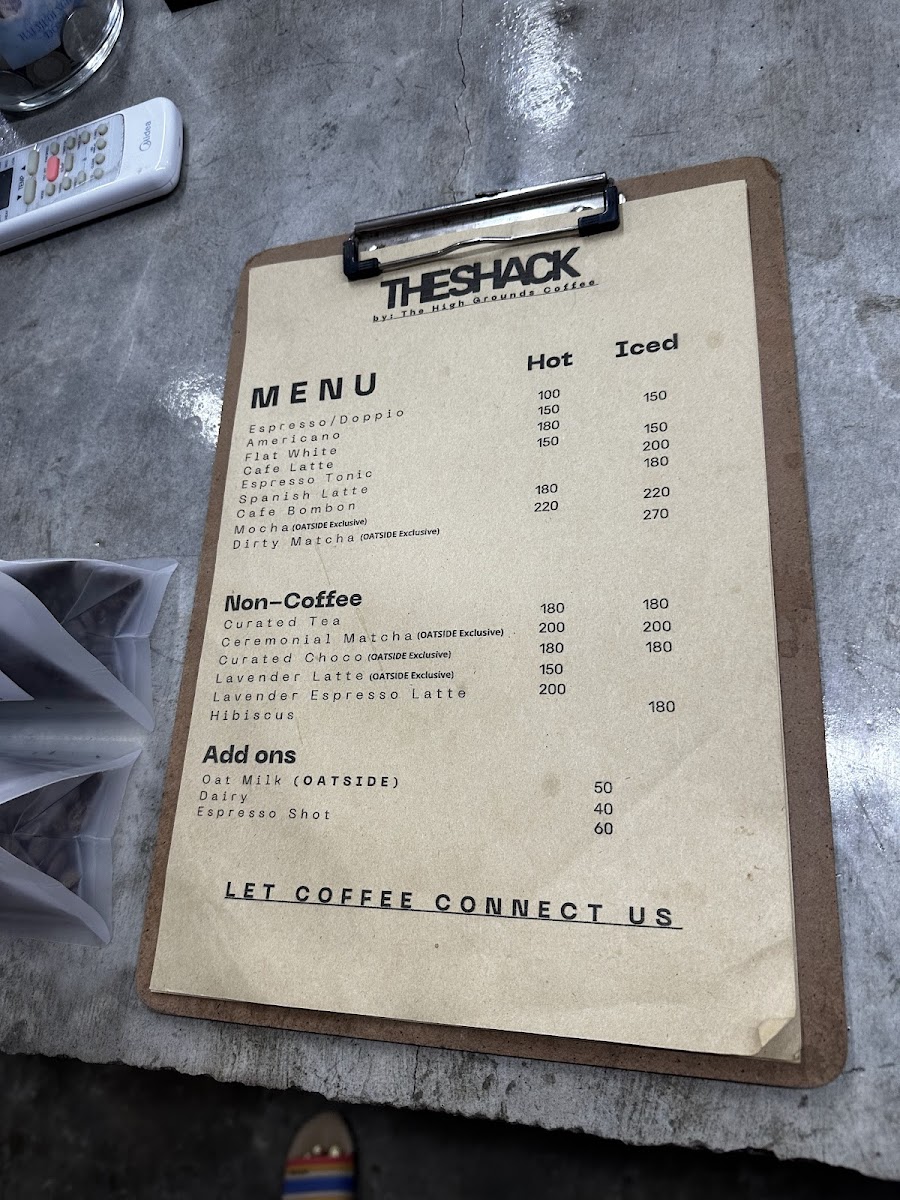 Midea
TEMP
THESHACK
by: The High Grounds Coffee
Hot Iced
MENU
Espresso/Doppio
Americano
Flat White
Cafe Latte
Espresso Tonic
Spanish Latte
Cafe Bombon
Mocha (OATSIDE Exclusive)
Dirty Matcha (OATSIDE Exclusive)
100
150
180
150
180
220
150
150
200
180
220
270
Non-Coffee
Curated Tea 180 180
Ceremonial Matcha (OATSIDE Exclusive) 200 200
Curated Choco (OATSIDE Exclusive) 180 180
Lavender Latte (OATSIDE Exclusive) 150
Lavender Espresso Latte 200
Hibiscus 180
Add ons
Oat Milk (OATSIDE) 50
Dairy 40
Espresso Shot 60
LET COFFEE CONNECT US